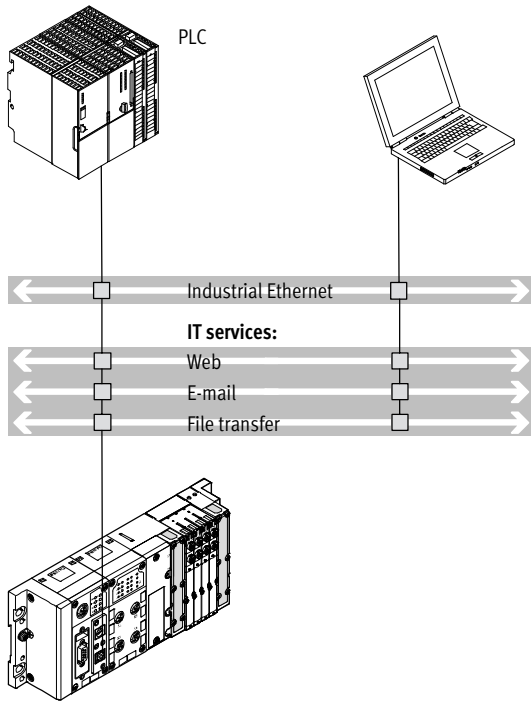 PLC
Industrial Ethernet
IT services:
Web
E-mail
File transfer